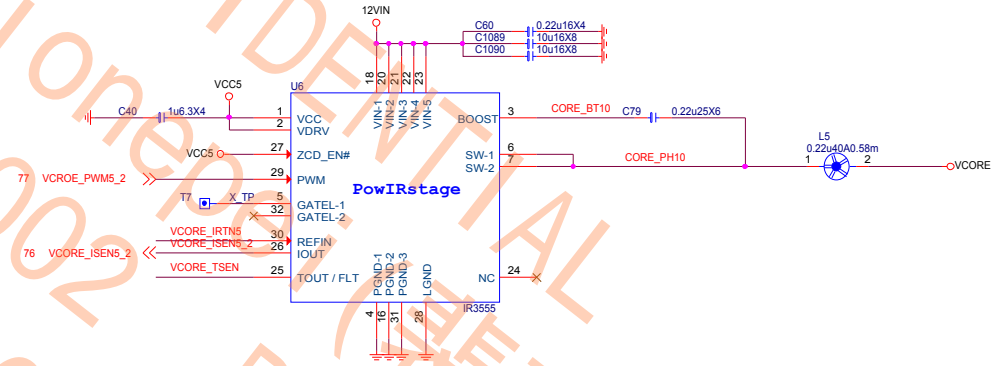 12VIN
C60 0.22u16X4
C1089 10u16X8
C1090 10u16X8
18
20
21
22
23
VCC5
U6
C40 1u6.3X4
1 VCC
2 VDRV
VIN-1
VIN-2
VIN-3
VIN-4
VIN-5
BOOST 3 CORE_BT10 C79 0.22u25X6
VCC5 27 ZCD_EN#
SW-1 6
SW-2 7 CORE_PH10
L5
0.22u40A0.58m
1 2 VCORE
77 VCROE_PWM5_2 29 PWM
PowIRstage
T7 X_TP 5 GATEL-1
32 GATEL-2
VCORE_IRTN5 30 REFIN
VCORE_ISEN5_2 26 IOUT
76 VCORE_ISEN5_2
VCORE_TSEN 25 TOUT / FLT
PGND-1
PGND-2
PGND-3
LGND
NC 24
IR3555
4
16
31
28
IDENTIAL
Jonepei (
002